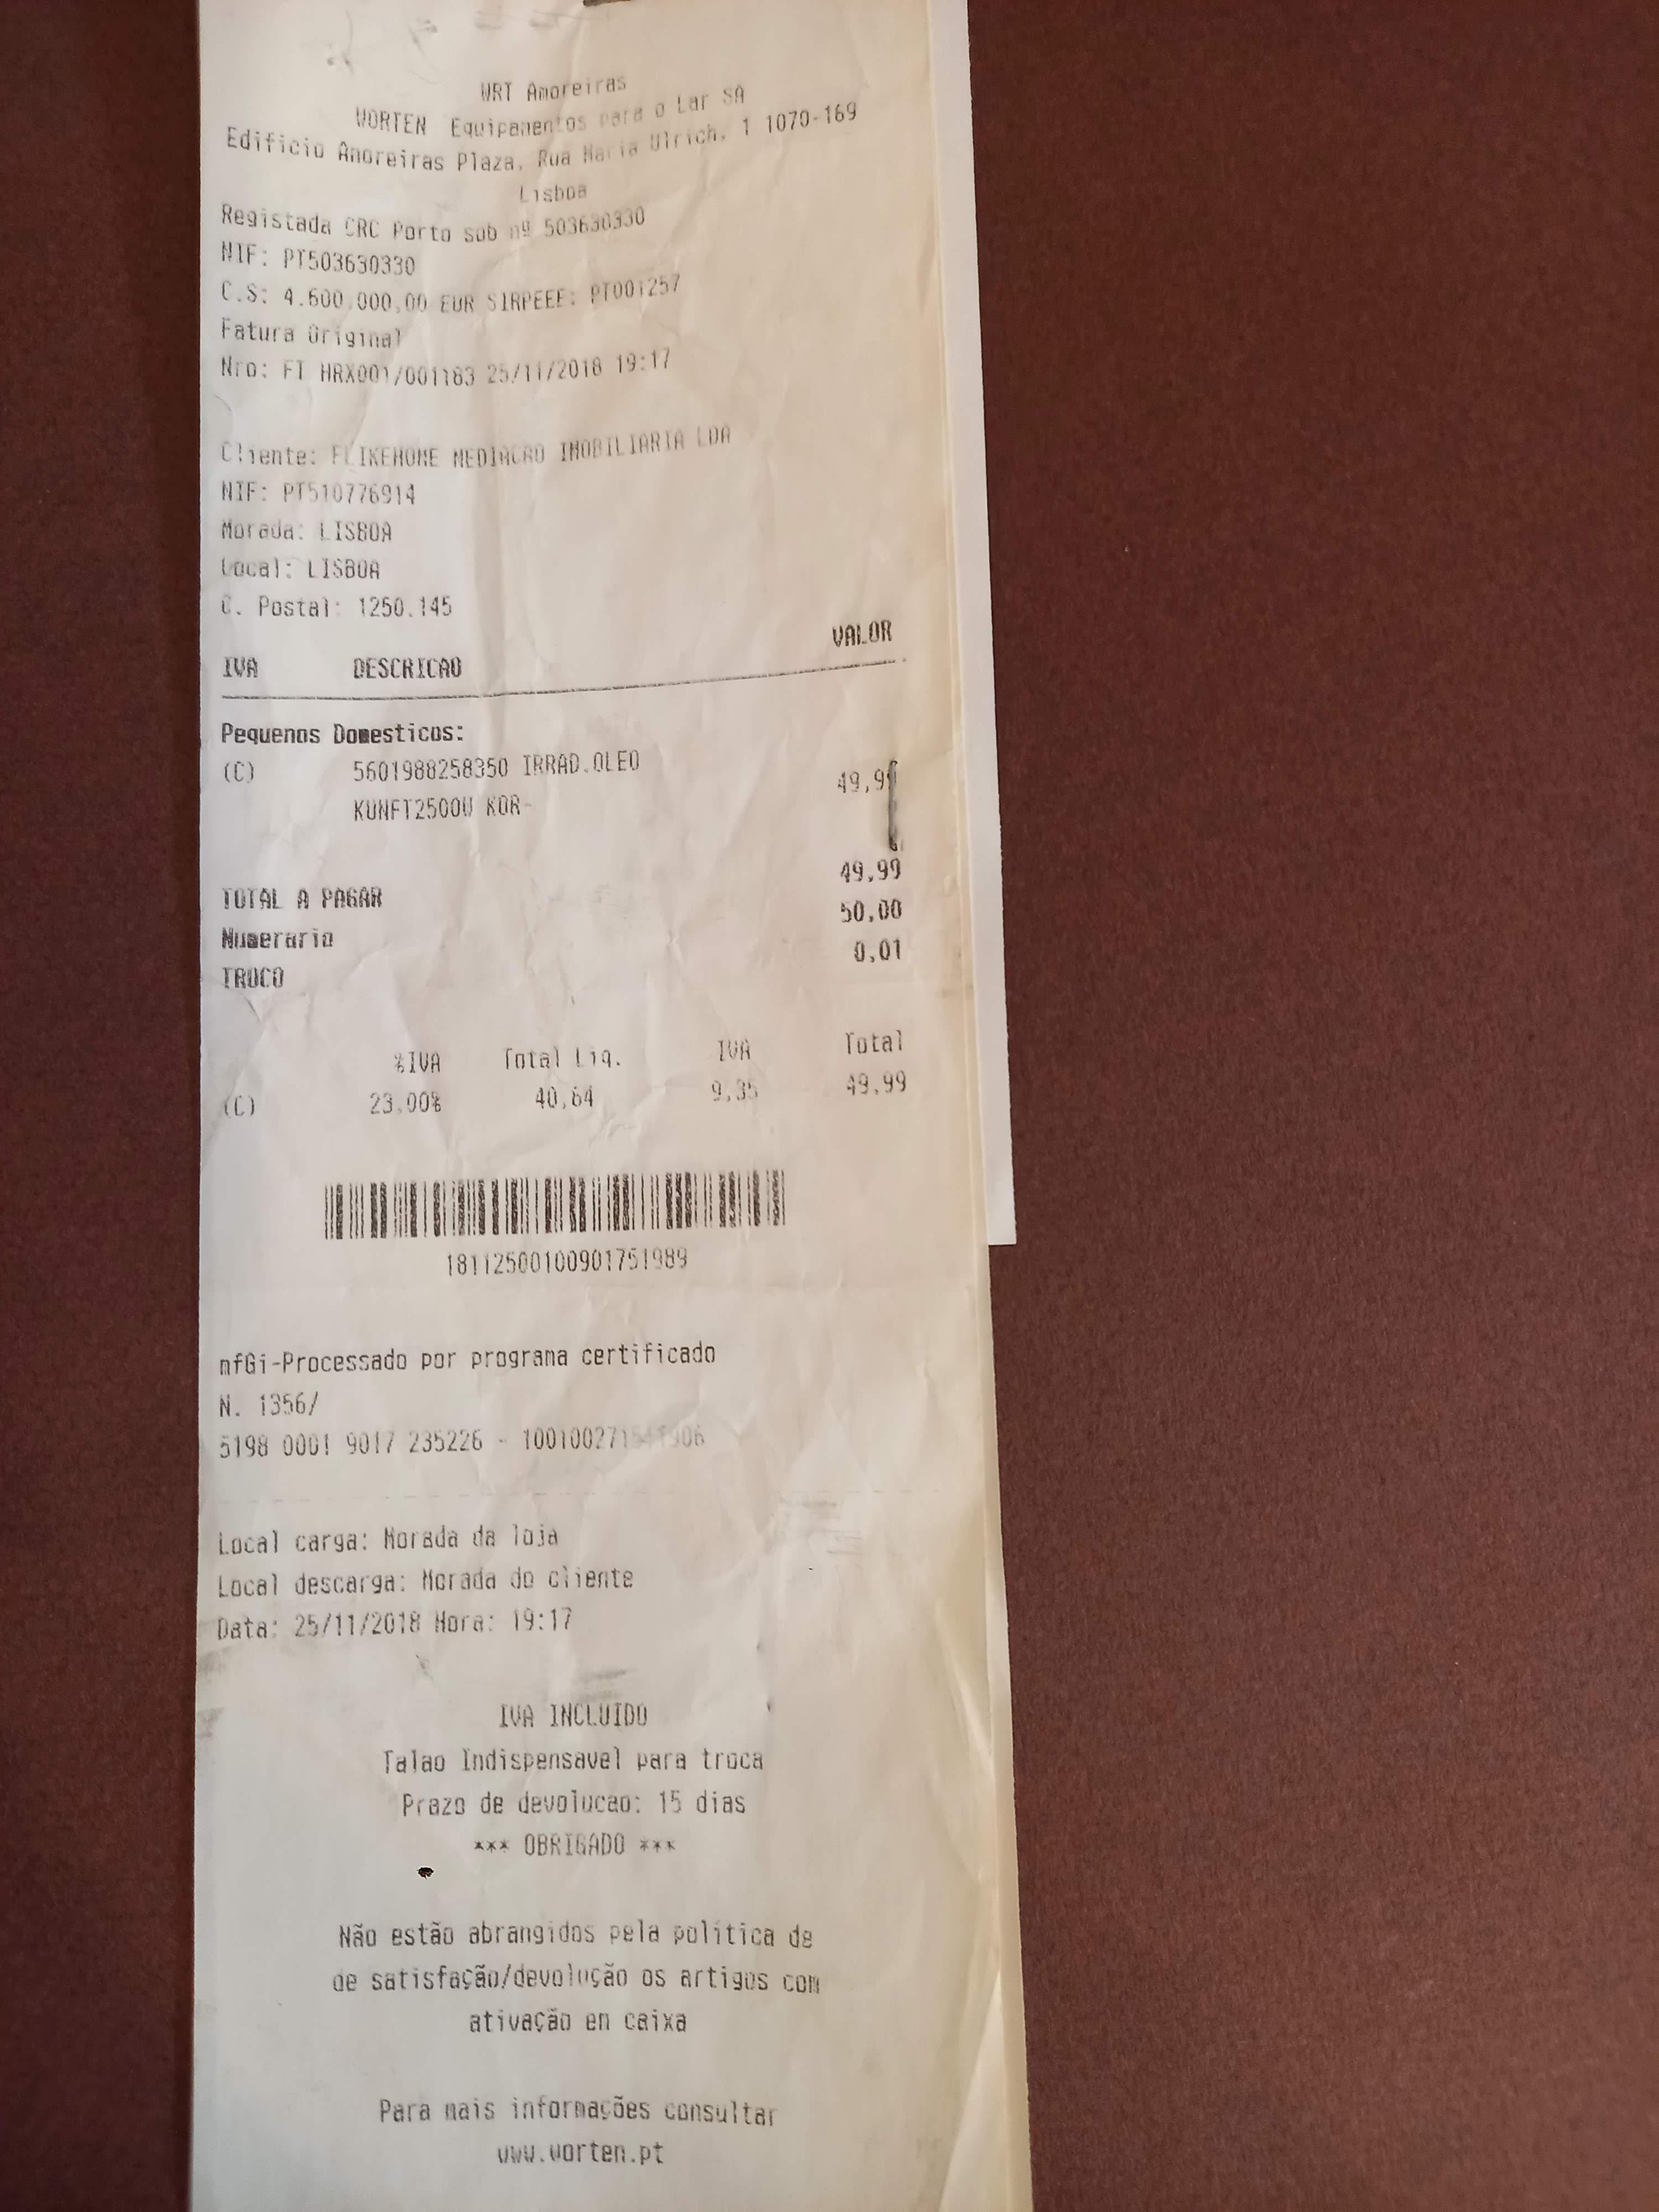 WRT Amoreiras
WORTEN Equipamentos para o Lar SA
Edificio Amoreiras Plaza, Rua Maria Ulrich, 1 1070-169
Lisboa
Registada CRC Porto sob nº 503630330
NIF: PT503630330
C.S: 4.600.000,00 EUR SIRPEEE: PT001257
Fatura Original
Nro: FT HRX001/001183 25/11/2018 19:17
Cliente: FLIKEHOME MEDIACAO IMOBILIARIA LDA
NIF: PT510776914
Morada: LISBOA
Local: LISBOA
C. Postal: 1250.145
IVA DESCRICAO VALOR
Pequenos Domesticos:
(C) 5601988258350 IRRAD.OLEO 49,99
KUNFT2500W KOR-
TOTAL A PAGAR 49,99
Numerario 50,00
TROCO 0,01
%IVA Total Liq. IVA Total
(C) 23.00% 40,64 9,35 49,99
18112500100901751989
mfGi-Processado por programa certificado
N. 1356/
5198 0001 9017 235226 -
Local carga: Morada da loja
Local descarga: Morada do cliente
Data: 25/11/2018 Hora: 19:17
IVA INCLUIDO
Talao Indispensavel para troca
Prazo de devolucao: 15 dias
*** OBRIGADO ***
Não estão abrangidos pela política de
de satisfação/devolução os artigos com
ativação em caixa
Para mais informações consultar
www.worten.pt